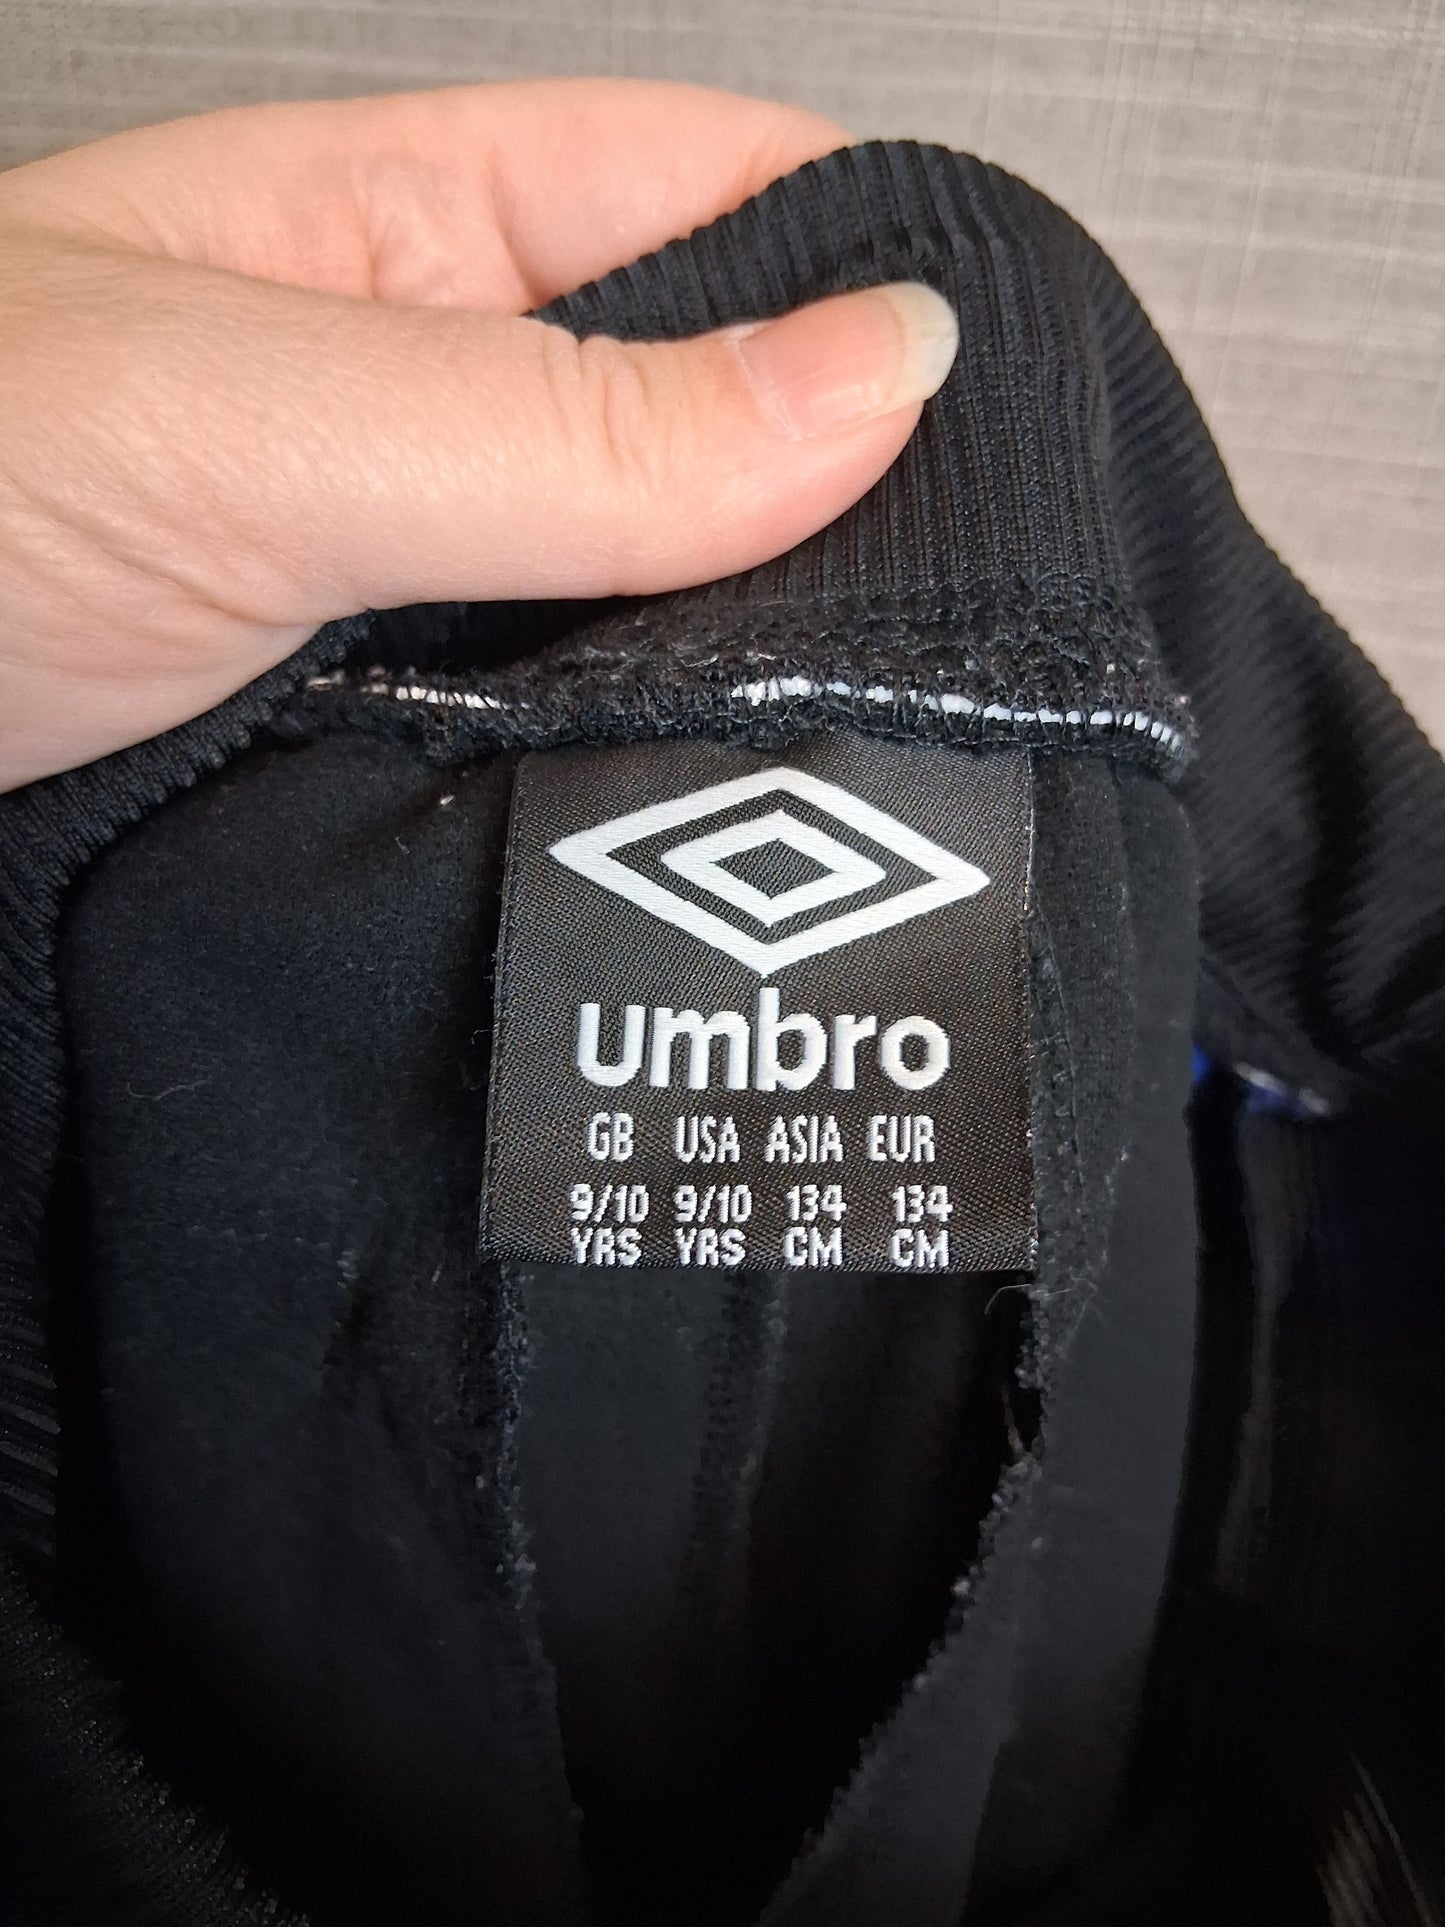 umbro
GB USA ASIA EUR
9/10 9/10 134 134
YRS YRS CM CM